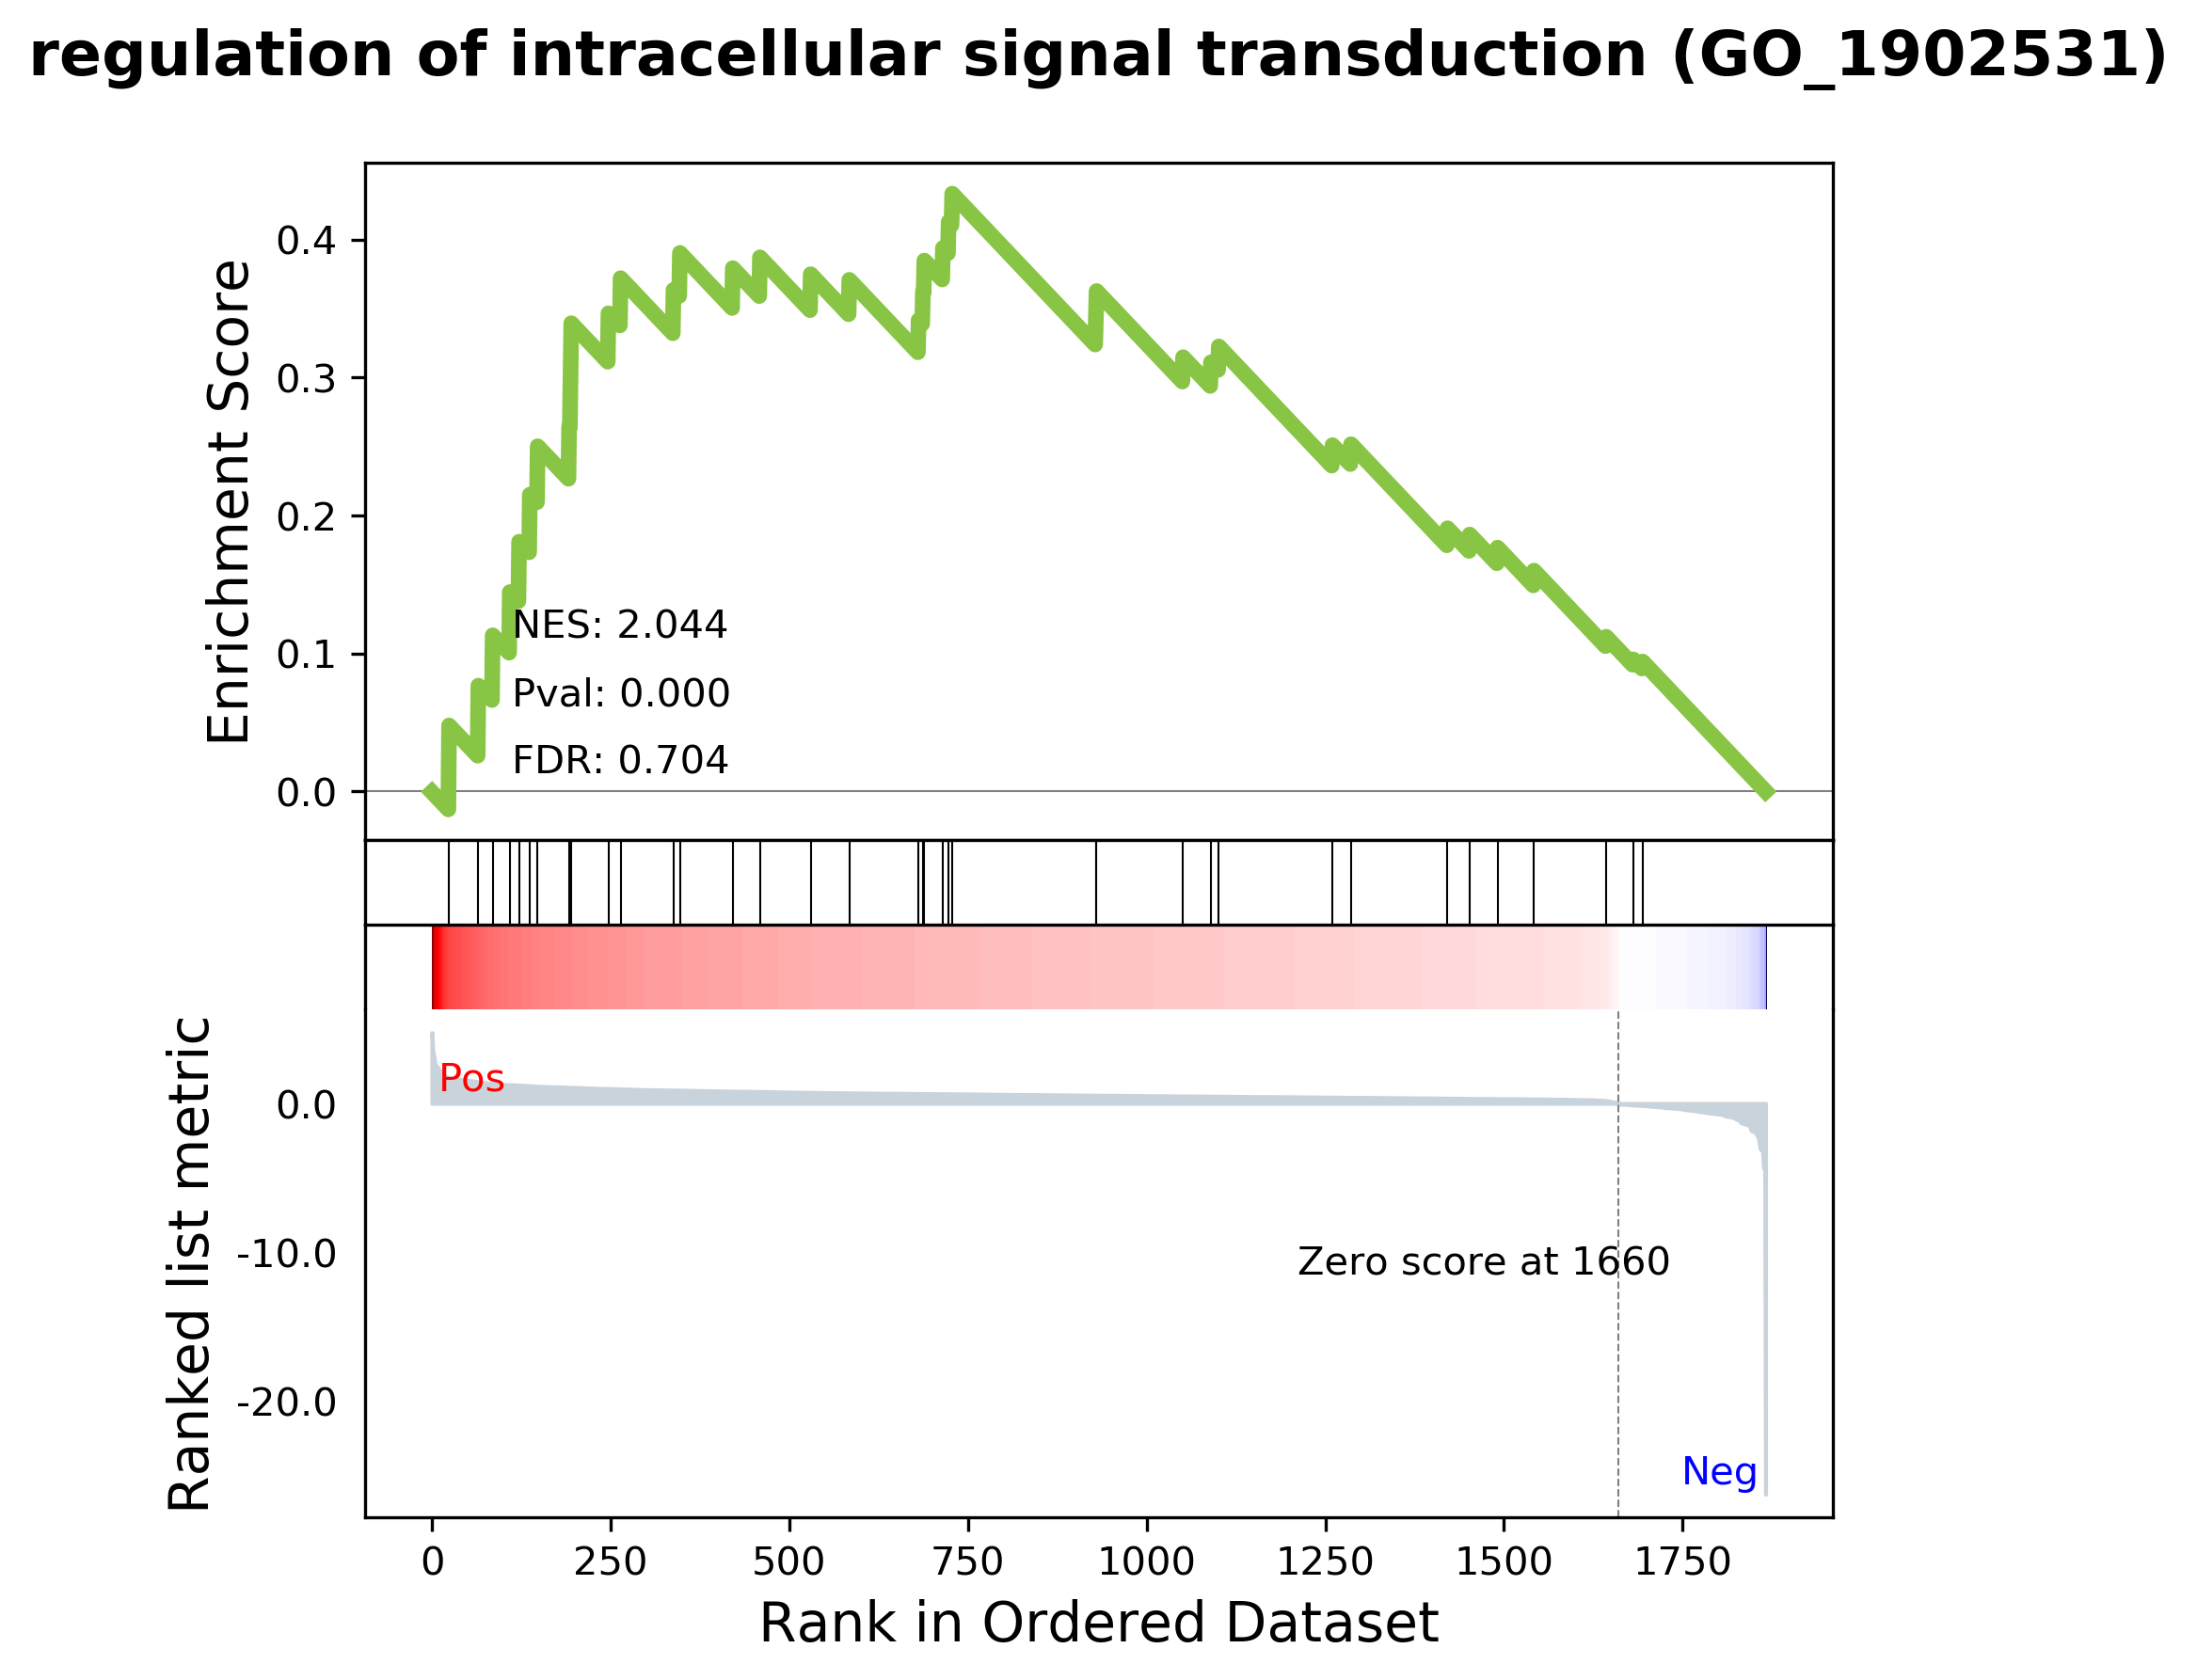 regulation of intracellular signal transduction (GO_1902531)
Enrichment Score
0.4
0.3
0.2
0.1
0.0
NES: 2.044
Pval: 0.000
FDR: 0.704
Ranked list metric
0.0
-10.0
-20.0
Pos
Zero score at 1660
Neg
0 250 500 750 1000 1250 1500 1750
Rank in Ordered Dataset